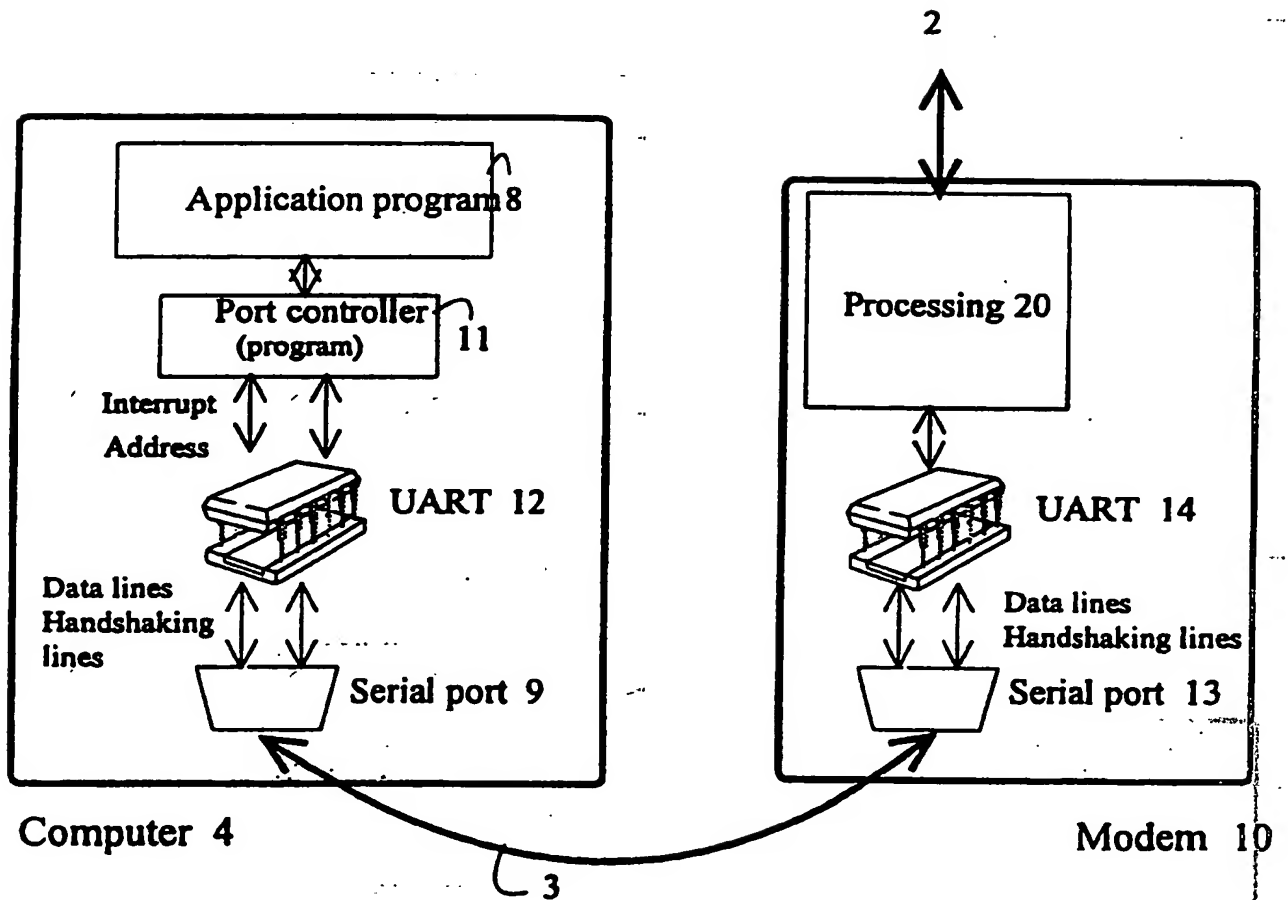 2
Application program 8
Port controller
(program)
11
Interrupt
Address
UART 12
Data lines
Handshaking
lines
Serial port 9
Computer 4
3
Processing 20
UART 14
Data lines
Handshaking lines
Serial port 13
Modem 10